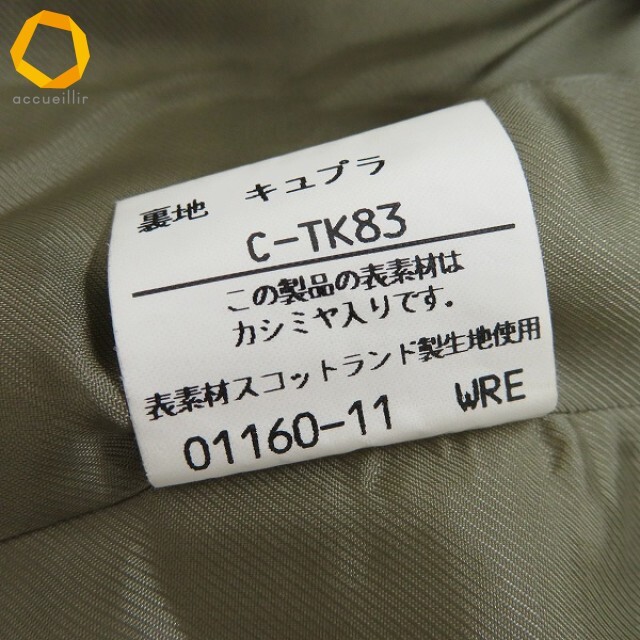 accueillir
裏地 キュプラ
C-TK83
この製品の表素材は
カシミヤ入りです。
表素材スコットランド製生地使用
01160-11 WRE